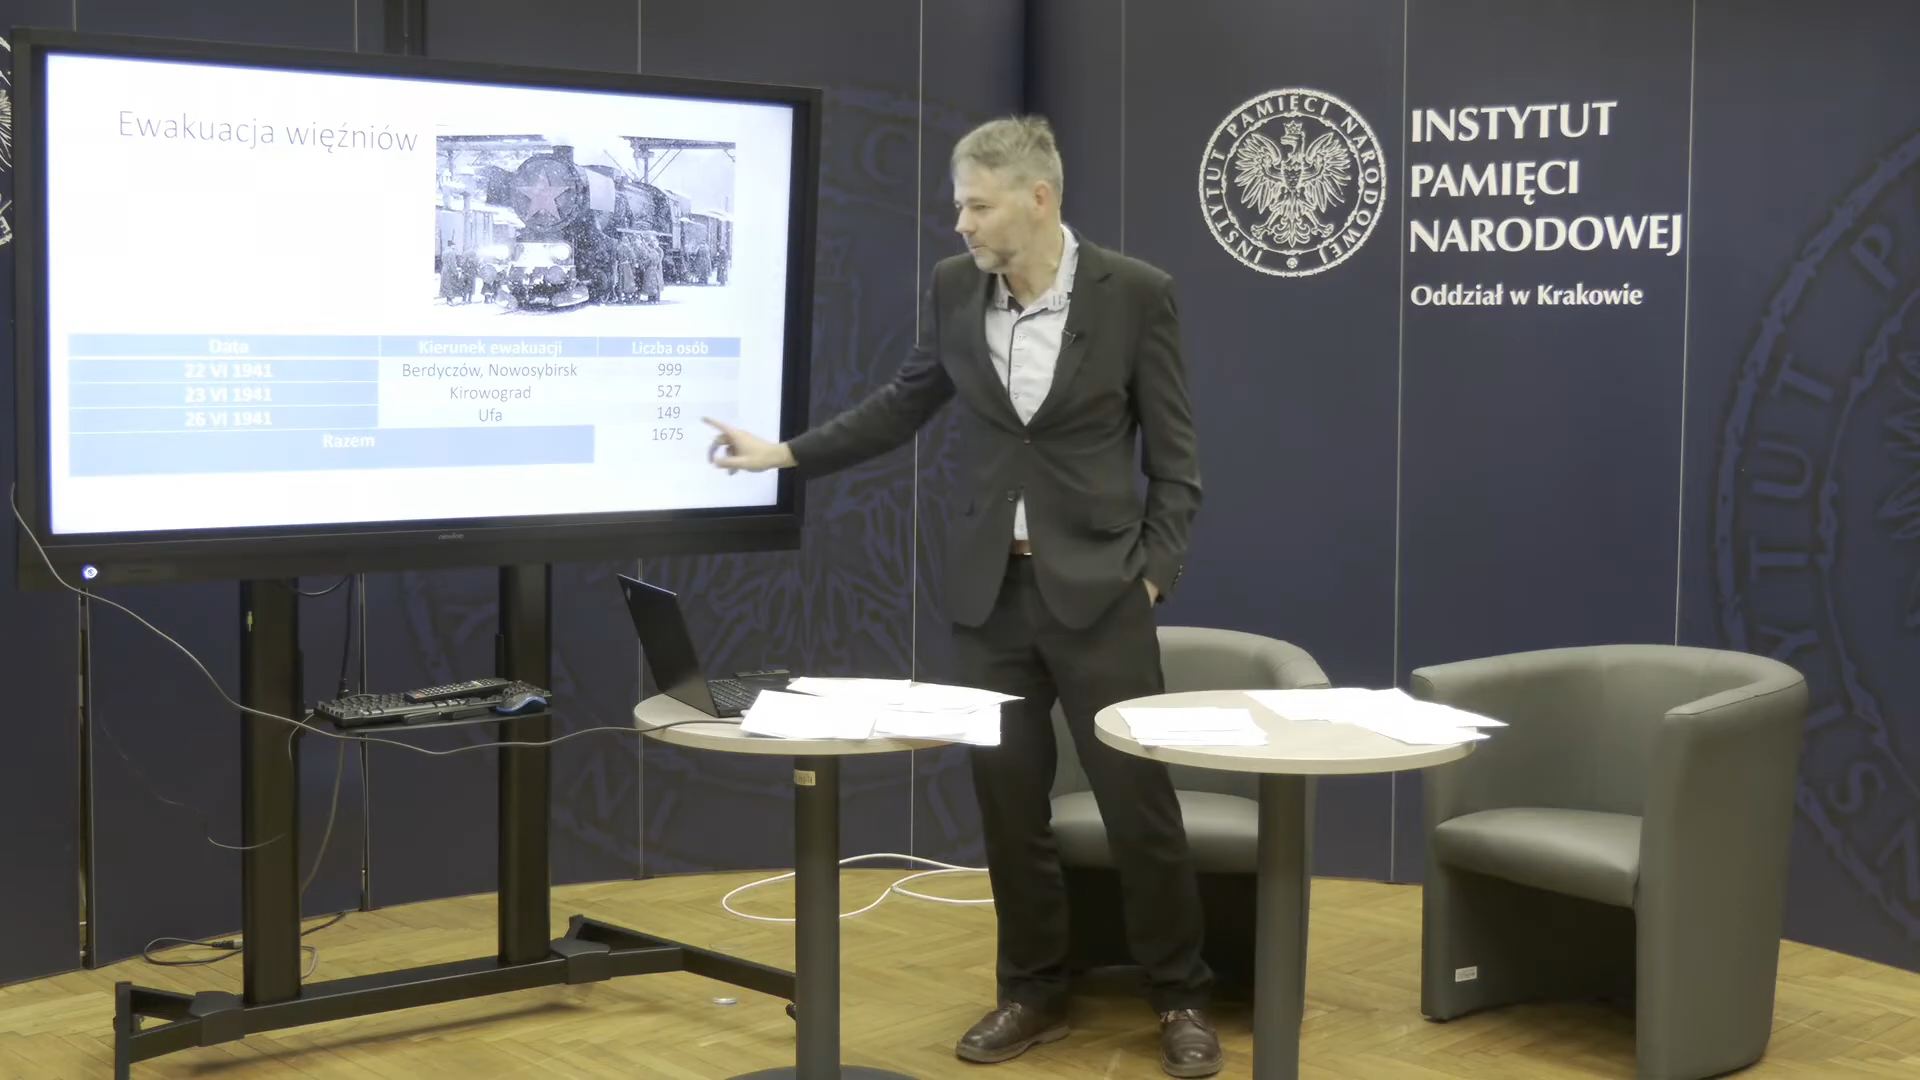 Ewakuacja więźniów
Data Kierunek ewakuacji Liczba osób
22 VI 1941 Berdyczów, Nowosybirsk 999
23 VI 1941 Kirowograd 527
26 VI 1941 Ufa 149
Razem 1675
INSTYTUT PAMIĘCI NARODOWEJ
INSTYTUT
PAMIĘCI
NARODOWEJ
Oddział w Krakowie